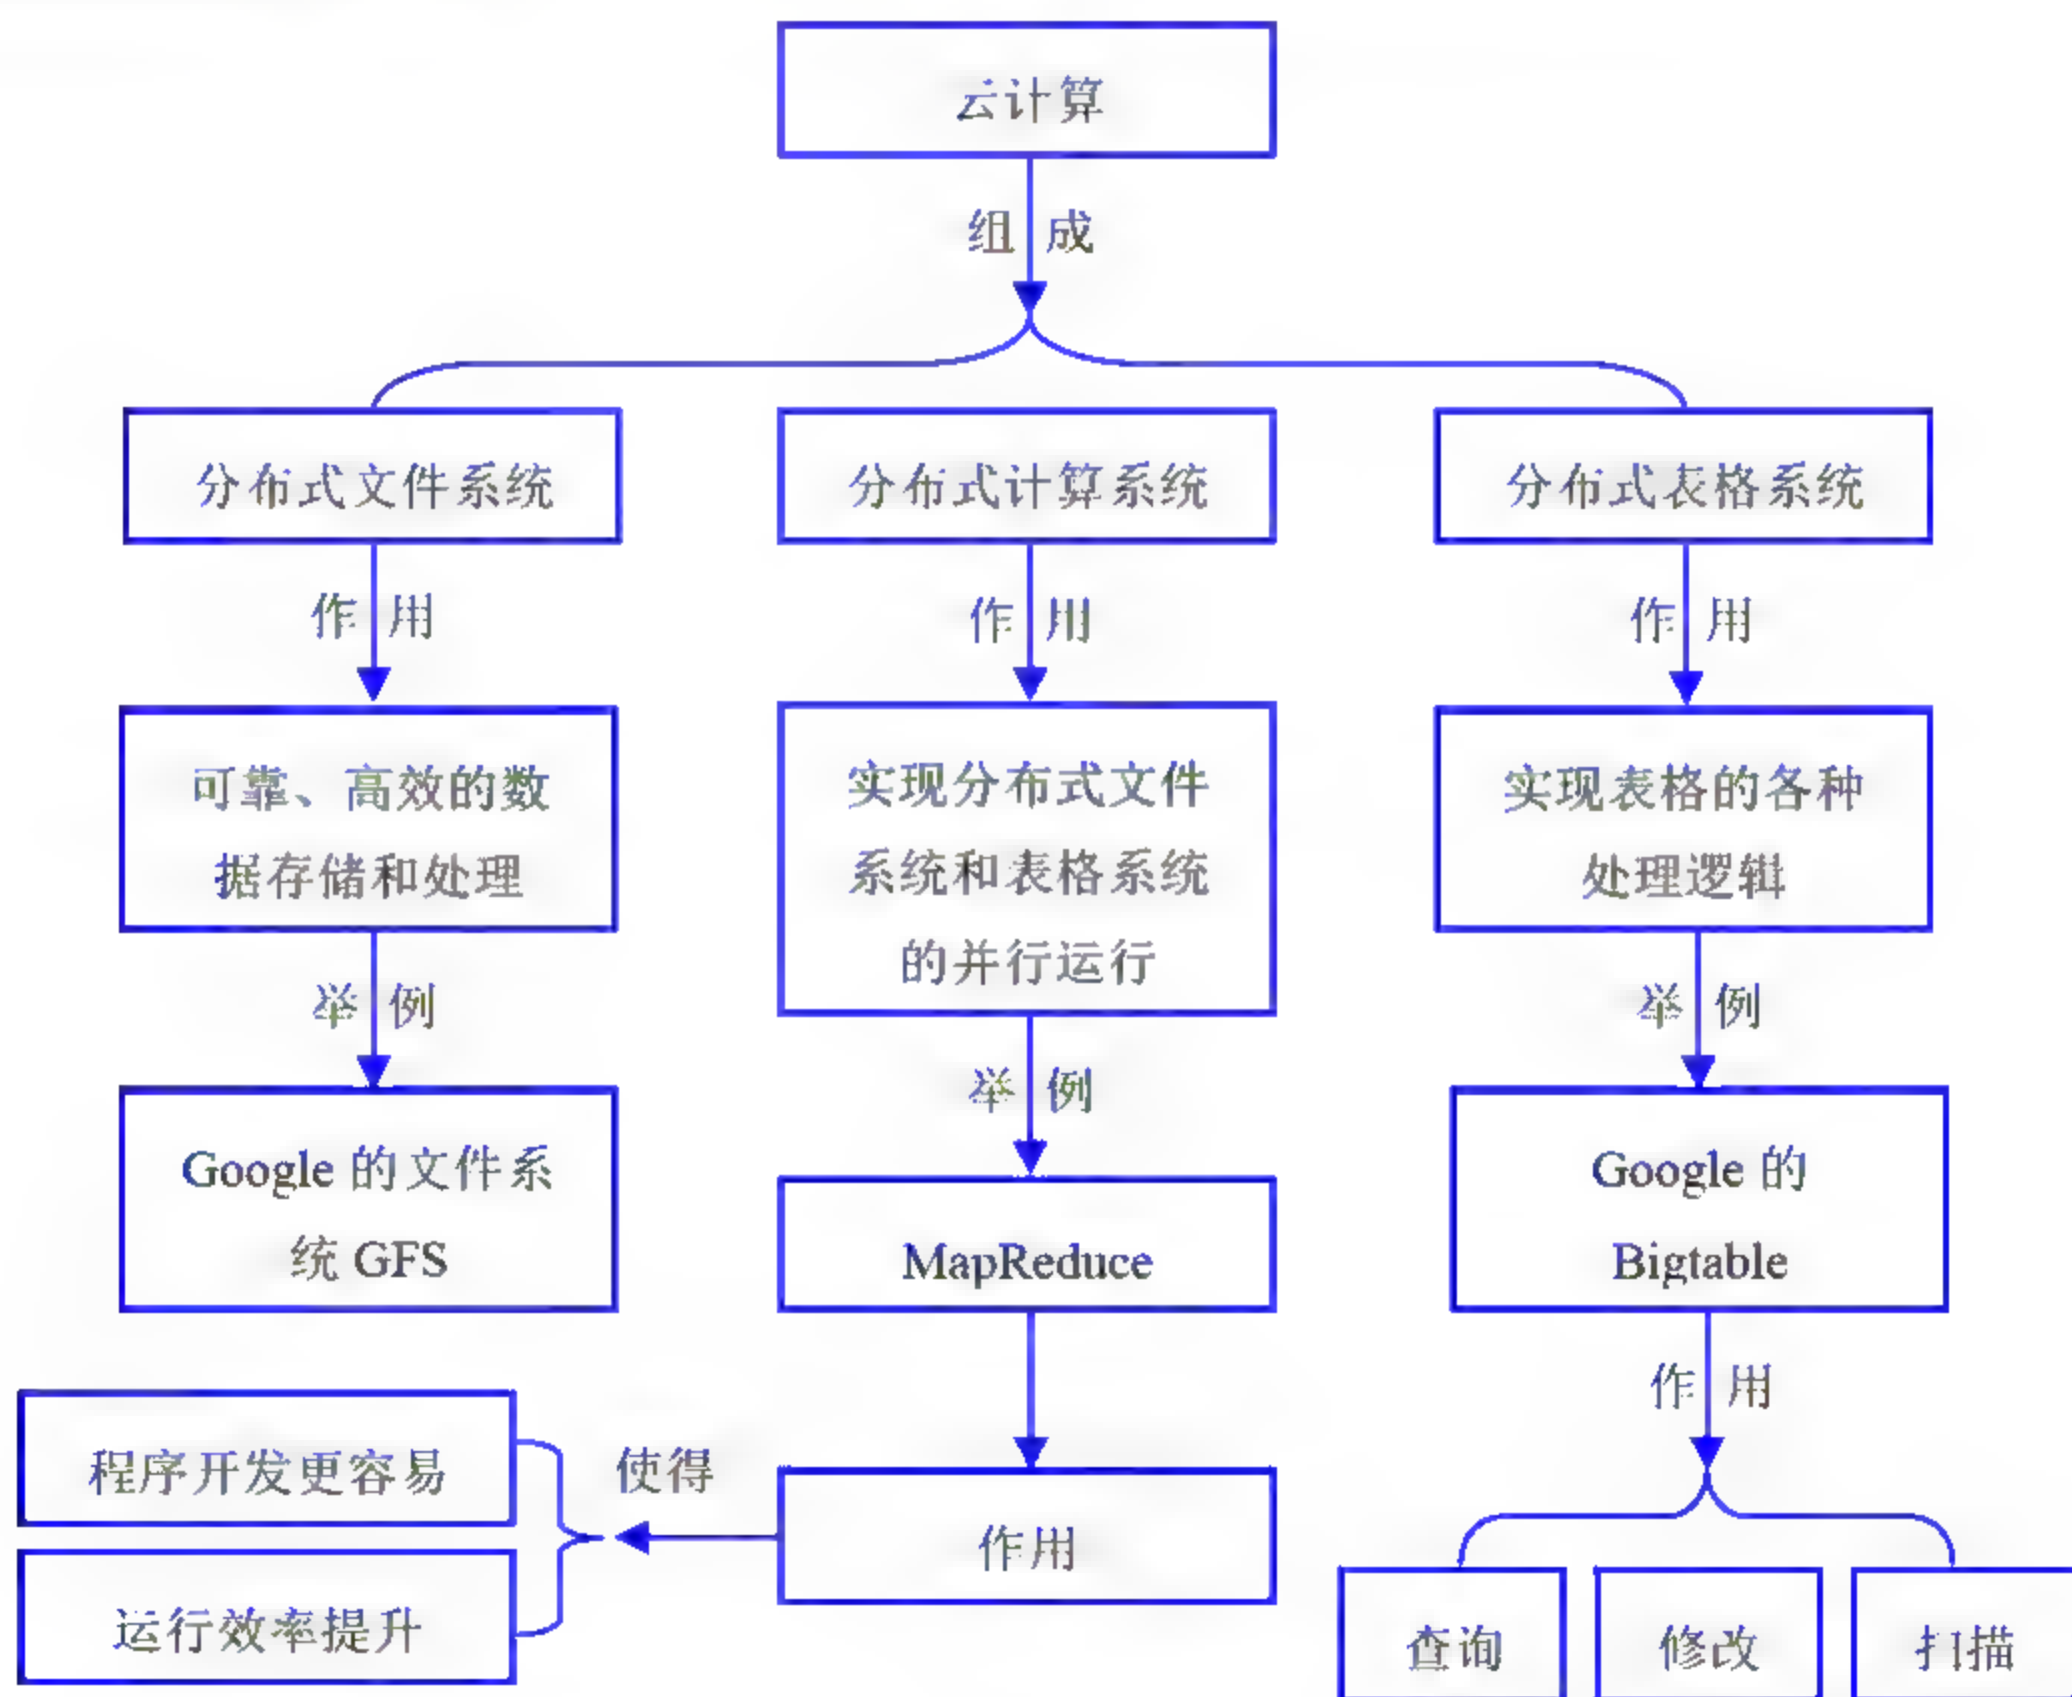 云计算
组成
分布式文件系统
分布式计算系统
分布式表格系统
作用
作用
作用
可靠、高效的数
据存储和处理
实现分布式文件
系统和表格系统
的并行运行
实现表格的各种
处理逻辑
举例
举例
举例
Google 的文件系
统 GFS
MapReduce
Google 的
Bigtable
作用
程序开发更容易
使得
作用
运行效率提升
查询
修改
扫描